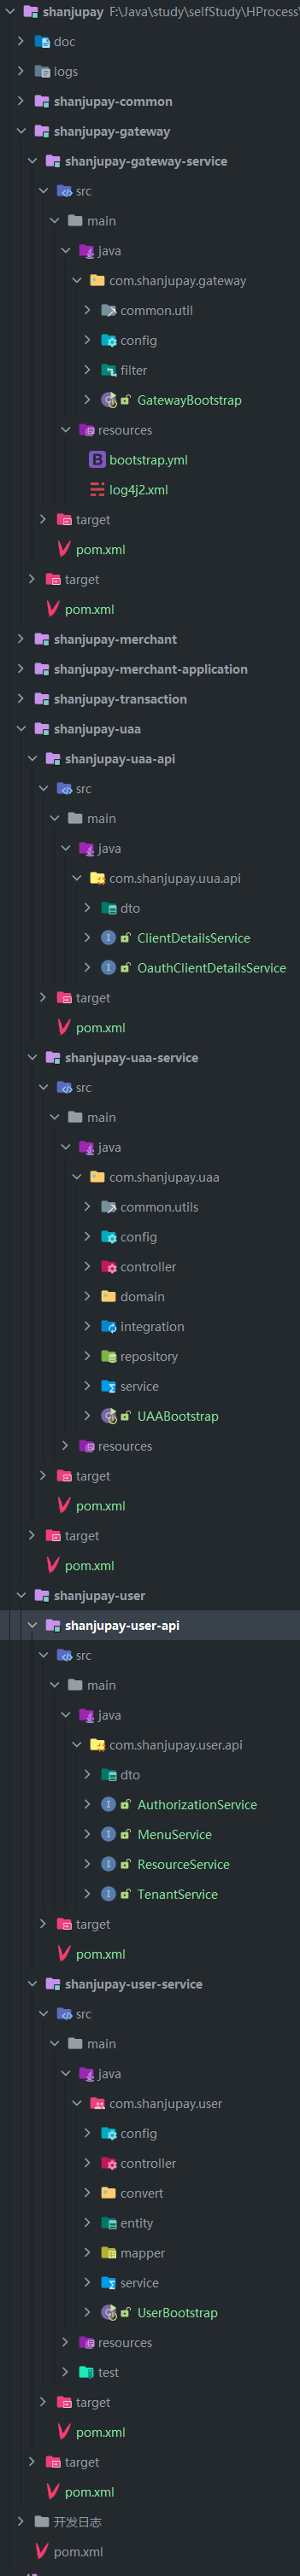 shanjupay F:\Java\study\selfStudy\HProcess\
doc
logs
shanjupay-common
shanjupay-gateway
shanjupay-gateway-service
src
main
java
com.shanjupay.gateway
common.util
config
filter
GatewayBootstrap
resources
bootstrap.yml
log4j2.xml
target
pom.xml
target
pom.xml
shanjupay-merchant
shanjupay-merchant-application
shanjupay-transaction
shanjupay-uaa
shanjupay-uaa-api
src
main
java
com.shanjupay.uua.api
dto
ClientDetailsService
OauthClientDetailsService
target
pom.xml
shanjupay-uaa-service
src
main
java
com.shanjupay.uaa
common.utils
config
controller
domain
integration
repository
service
UAABootstrap
resources
target
pom.xml
target
pom.xml
shanjupay-user
shanjupay-user-api
src
main
java
com.shanjupay.user.api
dto
AuthorizationService
MenuService
ResourceService
TenantService
target
pom.xml
shanjupay-user-service
src
main
java
com.shanjupay.user
config
controller
convert
entity
mapper
service
UserBootstrap
resources
test
target
pom.xml
target
pom.xml
开发日志
pom.xml